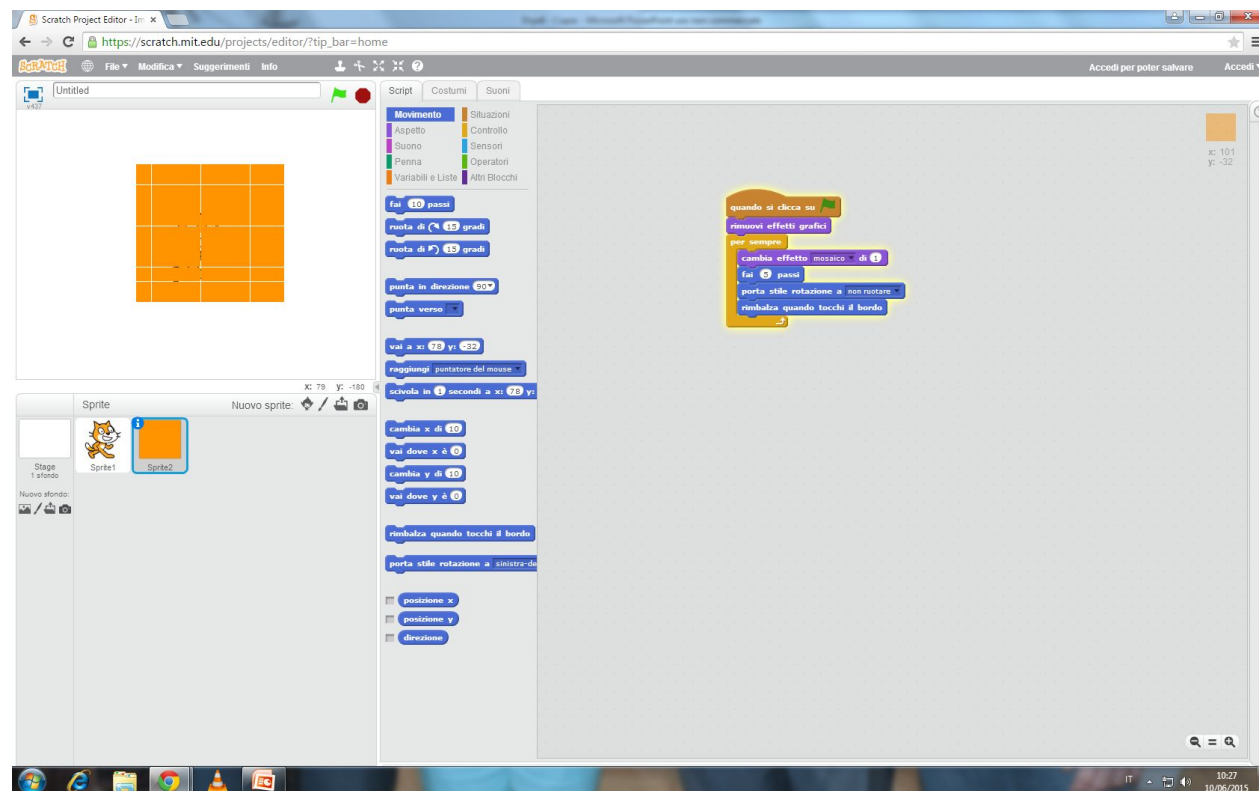 Scratch Project Editor - Im
https://scratch.mit.edu/projects/editor/?tip_bar=home
SCRATCH File Modifica Suggerimenti Info Accedi per poter salvare Accedi
Untitled
v437
Script Costumi Suoni
Movimento Situazioni
Aspetto Controllo
Suono Sensori
Penna Operatori
Variabili e Liste Altri Blocchi
fai 10 passi
ruota di 15 gradi
ruota di 15 gradi
punta in direzione 90
punta verso
vai a x: 78 y: -32
raggiungi puntatore del mouse
scivola in 1 secondi a x: 78 y:
cambia x di 10
vai dove x è 0
cambia y di 10
vai dove y è 0
rimbalza quando tocchi il bordo
porta stile rotazione a sinistra-de
posizione x
posizione y
direzione
quando si clicca su
rimuovi effetti grafici
per sempre
cambia effetto mosaico di 1
fai 5 passi
porta stile rotazione a non ruotare
rimbalza quando tocchi il bordo
x: 101
y: -32
X: 79 y: -180
Sprite Nuovo sprite:
Stage
1 sfondo
Sprite1 Sprite2
Nuovo sfondo:
IT
10:27
10/06/2015